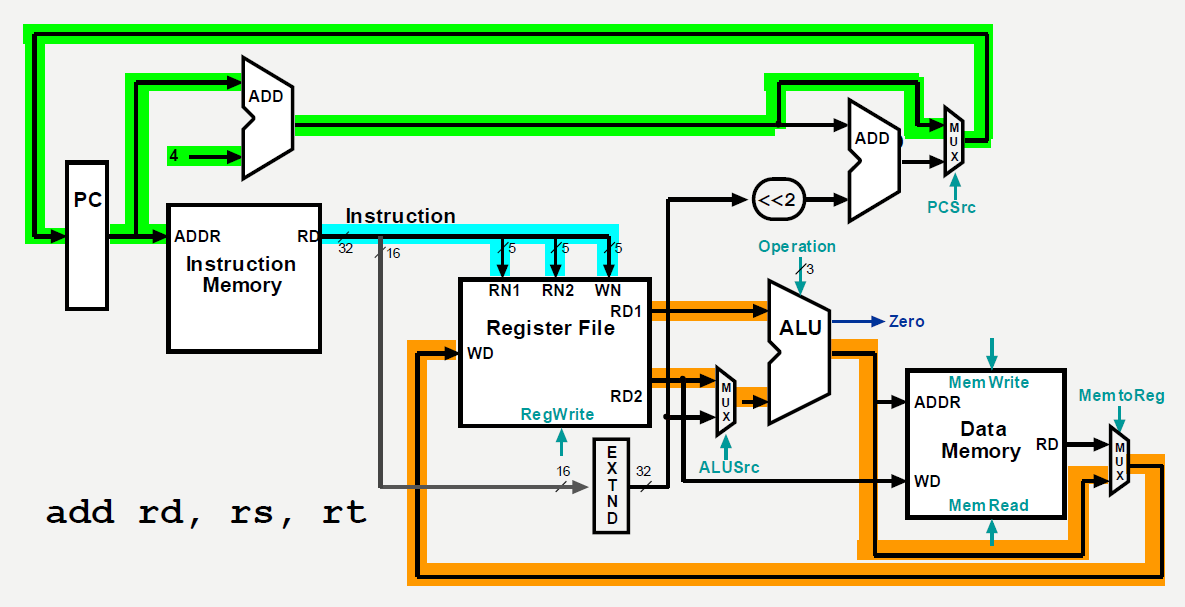 ADD
4
PC
ADD
M
U
X
PCSrc
<<2
Instruction
ADDR
RD
32
16
5
5
5
Instruction
Memory
RN1
RN2
WN
RD1
Register File
WD
RD2
RegWrite
Operation
3
ALU
Zero
M
U
X
ALUSrc
MemWrite
ADDR
Data
Memory
RD
WD
MemRead
MemtoReg
M
U
X
16
E
X
T
N
D
32
add rd, rs, rt